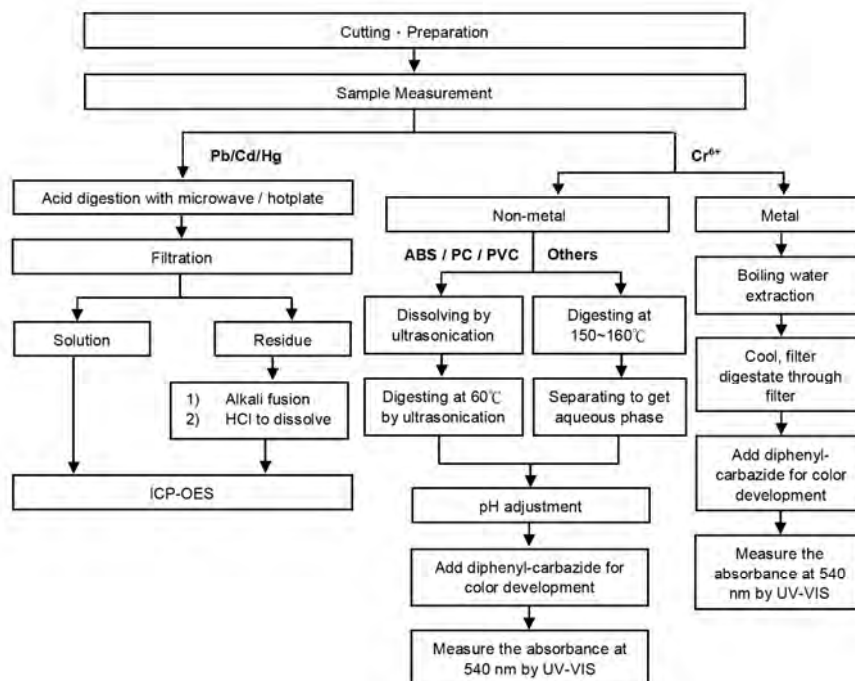 Cutting・Preparation
Sample Measurement
Pb/Cd/Hg
Cr⁶⁺
Acid digestion with microwave / hotplate
Filtration
Solution
Residue
1) Alkali fusion
2) HCl to dissolve
ICP-OES
Non-metal
ABS / PC / PVC
Others
Dissolving by
ultrasonication
Digesting at
150~160℃
Digesting at 60℃
by ultrasonication
Separating to get
aqueous phase
pH adjustment
Add diphenyl-carbazide for
color development
Measure the absorbance at
540 nm by UV-VIS
Metal
Boiling water
extraction
Cool, filter
digestate through
filter
Add diphenyl-
carbazide for color
development
Measure the
absorbance at 540
nm by UV-VIS